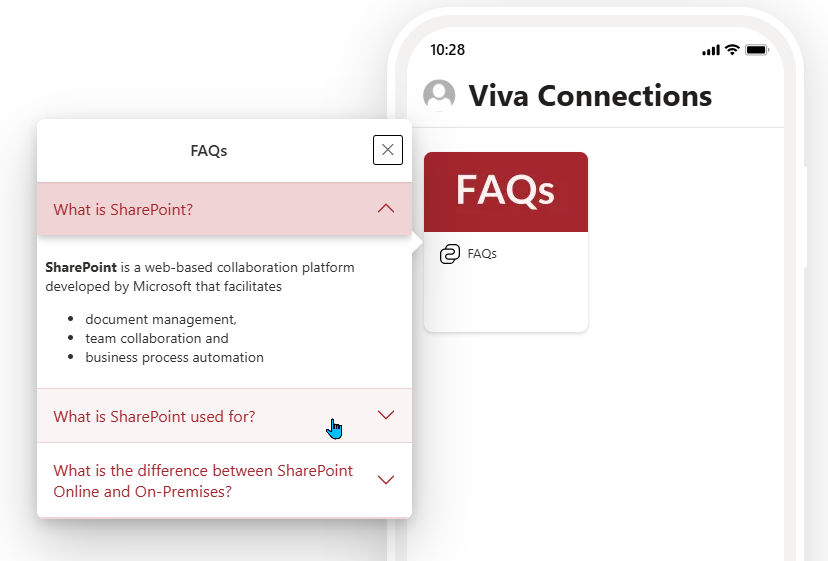 10:28
Viva Connections
FAQs
What is SharePoint?
SharePoint is a web-based collaboration platform
developed by Microsoft that facilitates
• document management,
• team collaboration and
• business process automation
What is SharePoint used for?
What is the difference between SharePoint
Online and On-Premises?
FAQs
FAQs